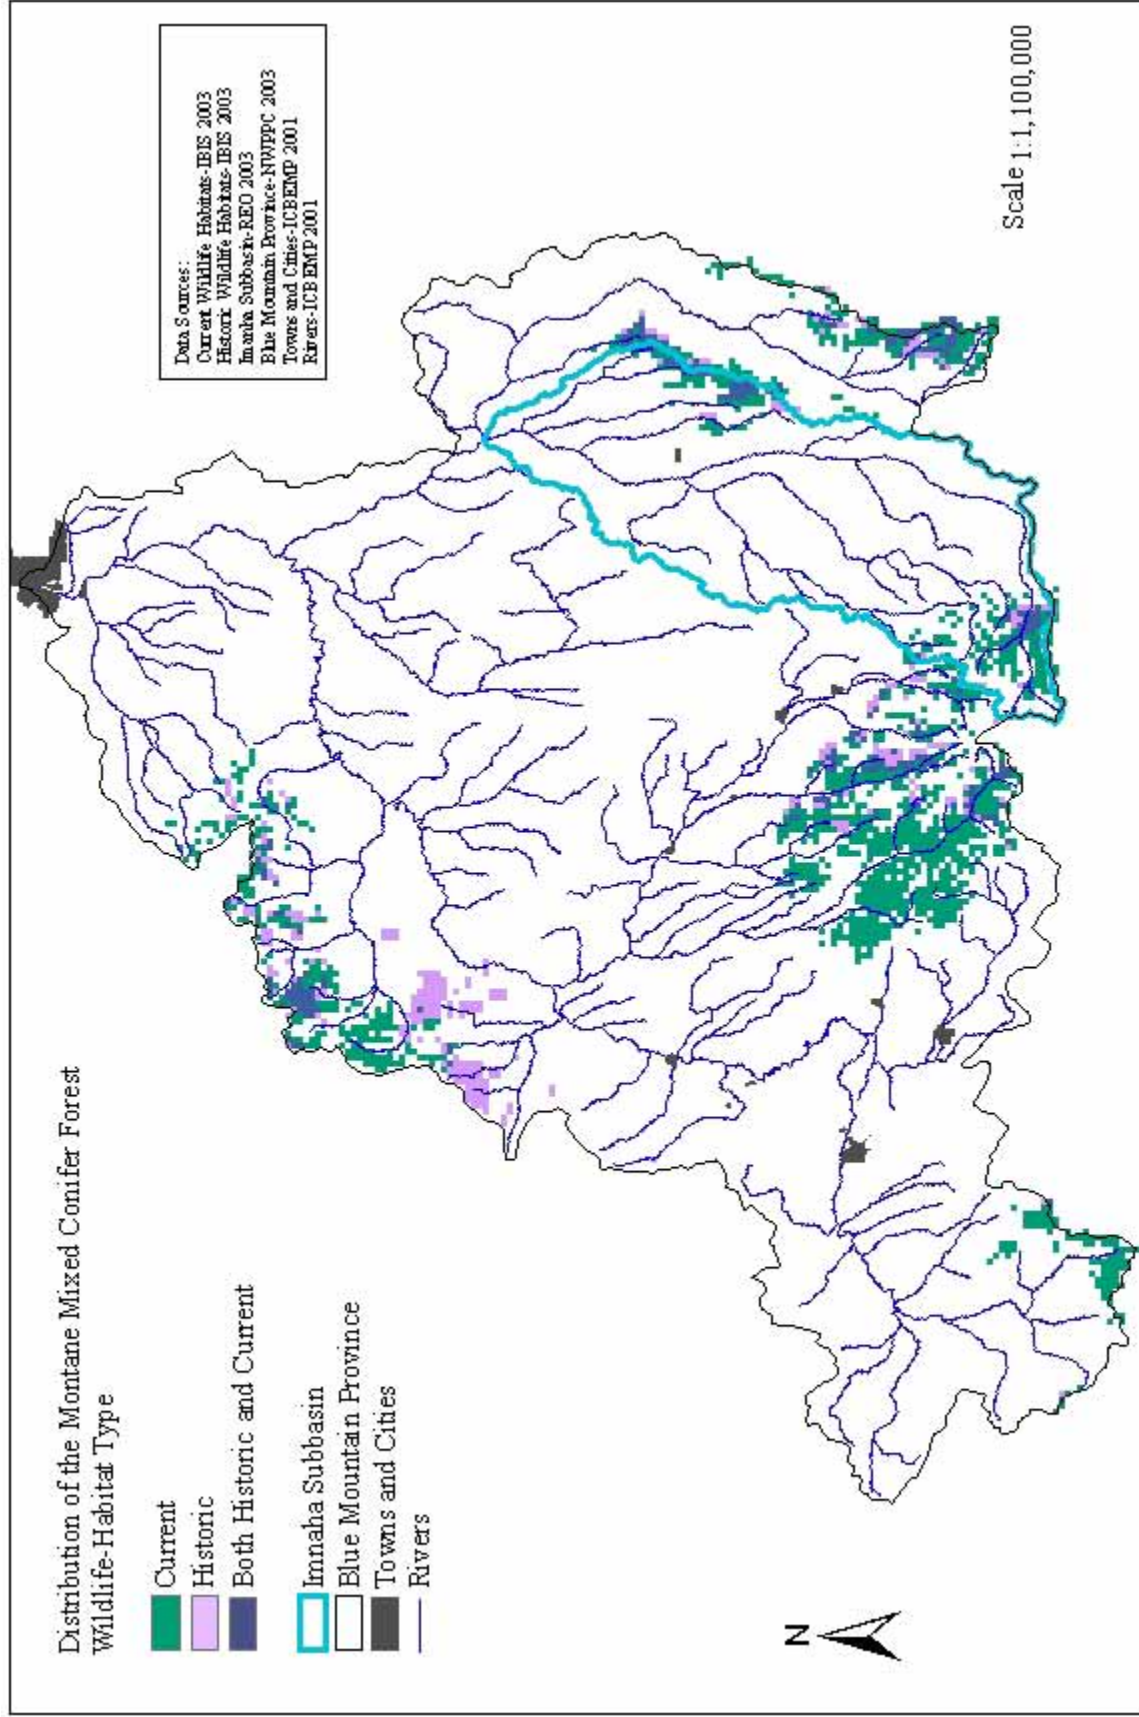 Distribution of the Montane Mixed Conifer Forest
Wildlife-Habitat Type
Current
Historic
Both Historic and Current
Imnaha Subbasin
Blue Mountain Province
Towns and Cities
Rivers
N
Data Sources:
Current Wildlife Habitats-IBIS 2003
Historic Wildlife Habitats-IBIS 2003
Imnaha Subbasin-REO 2003
Blue Mountain Province-NWPPC 2003
Towns and Cities-ICBEMP 2001
Rivers-ICBEMP 2001
Scale 1:1,100,000